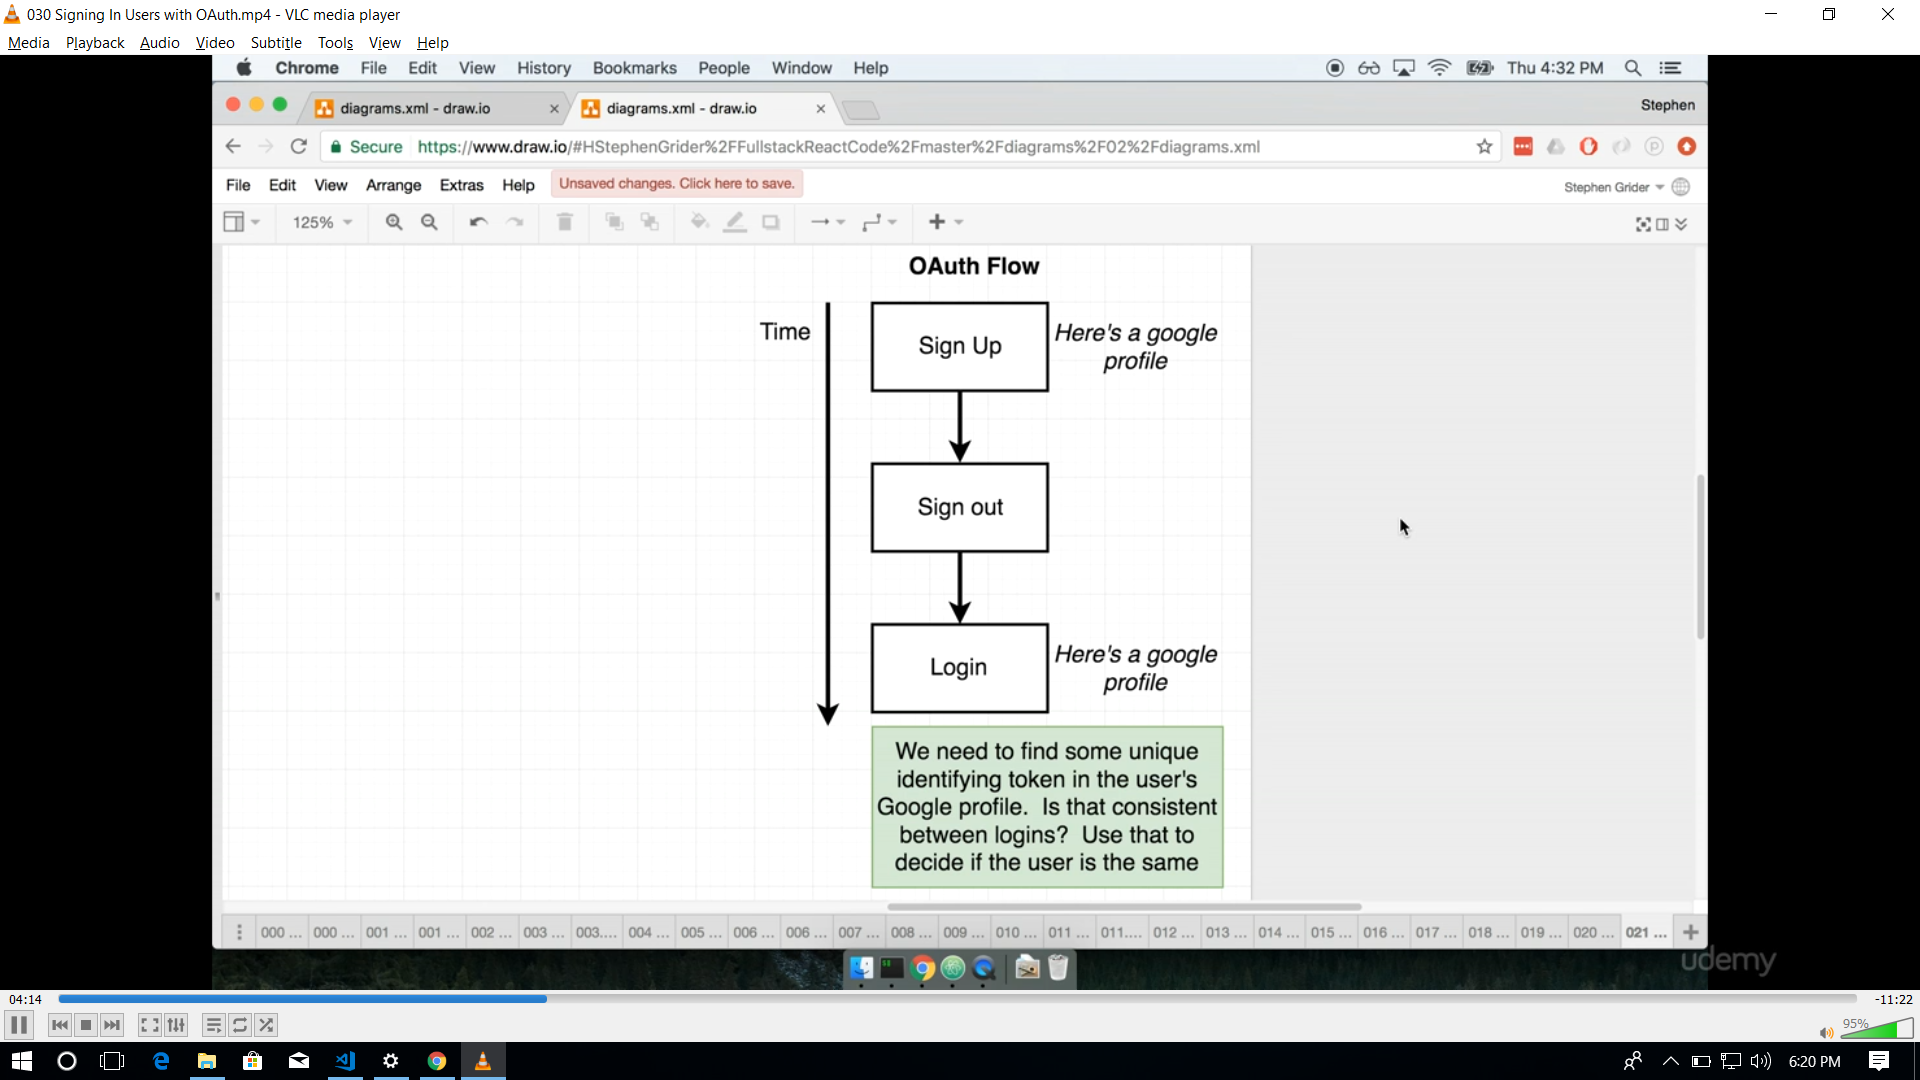 030 Signing In Users with OAuth.mp4 - VLC media player
Media Playback Audio Video Subtitle Tools View Help
Chrome File Edit View History Bookmarks People Window Help Thu 4:32 PM
diagrams.xml - draw.io diagrams.xml - draw.io Stephen
Secure https://www.draw.io/#HStephenGrider%2FFullstackReactCode%2Fmaster%2Fdiagrams%2F02%2Fdiagrams.xml
File Edit View Arrange Extras Help Unsaved changes. Click here to save. Stephen Grider
125%
OAuth Flow
Time
Sign Up
Here's a google
profile
Sign out
Login
Here's a google
profile
We need to find some unique
identifying token in the user's
Google profile. Is that consistent
between logins? Use that to
decide if the user is the same
000 ... 000 ... 001 ... 001 ... 002 ... 003 ... 003.... 004 ... 005 ... 006 ... 006 ... 007 ... 008 ... 009 ... 010 ... 011 ... 011.... 012 ... 013 ... 014 ... 015 ... 016 ... 017 ... 018 ... 019 ... 020 ... 021 ...
udemy
04:14 -11:22
95%
6:20 PM